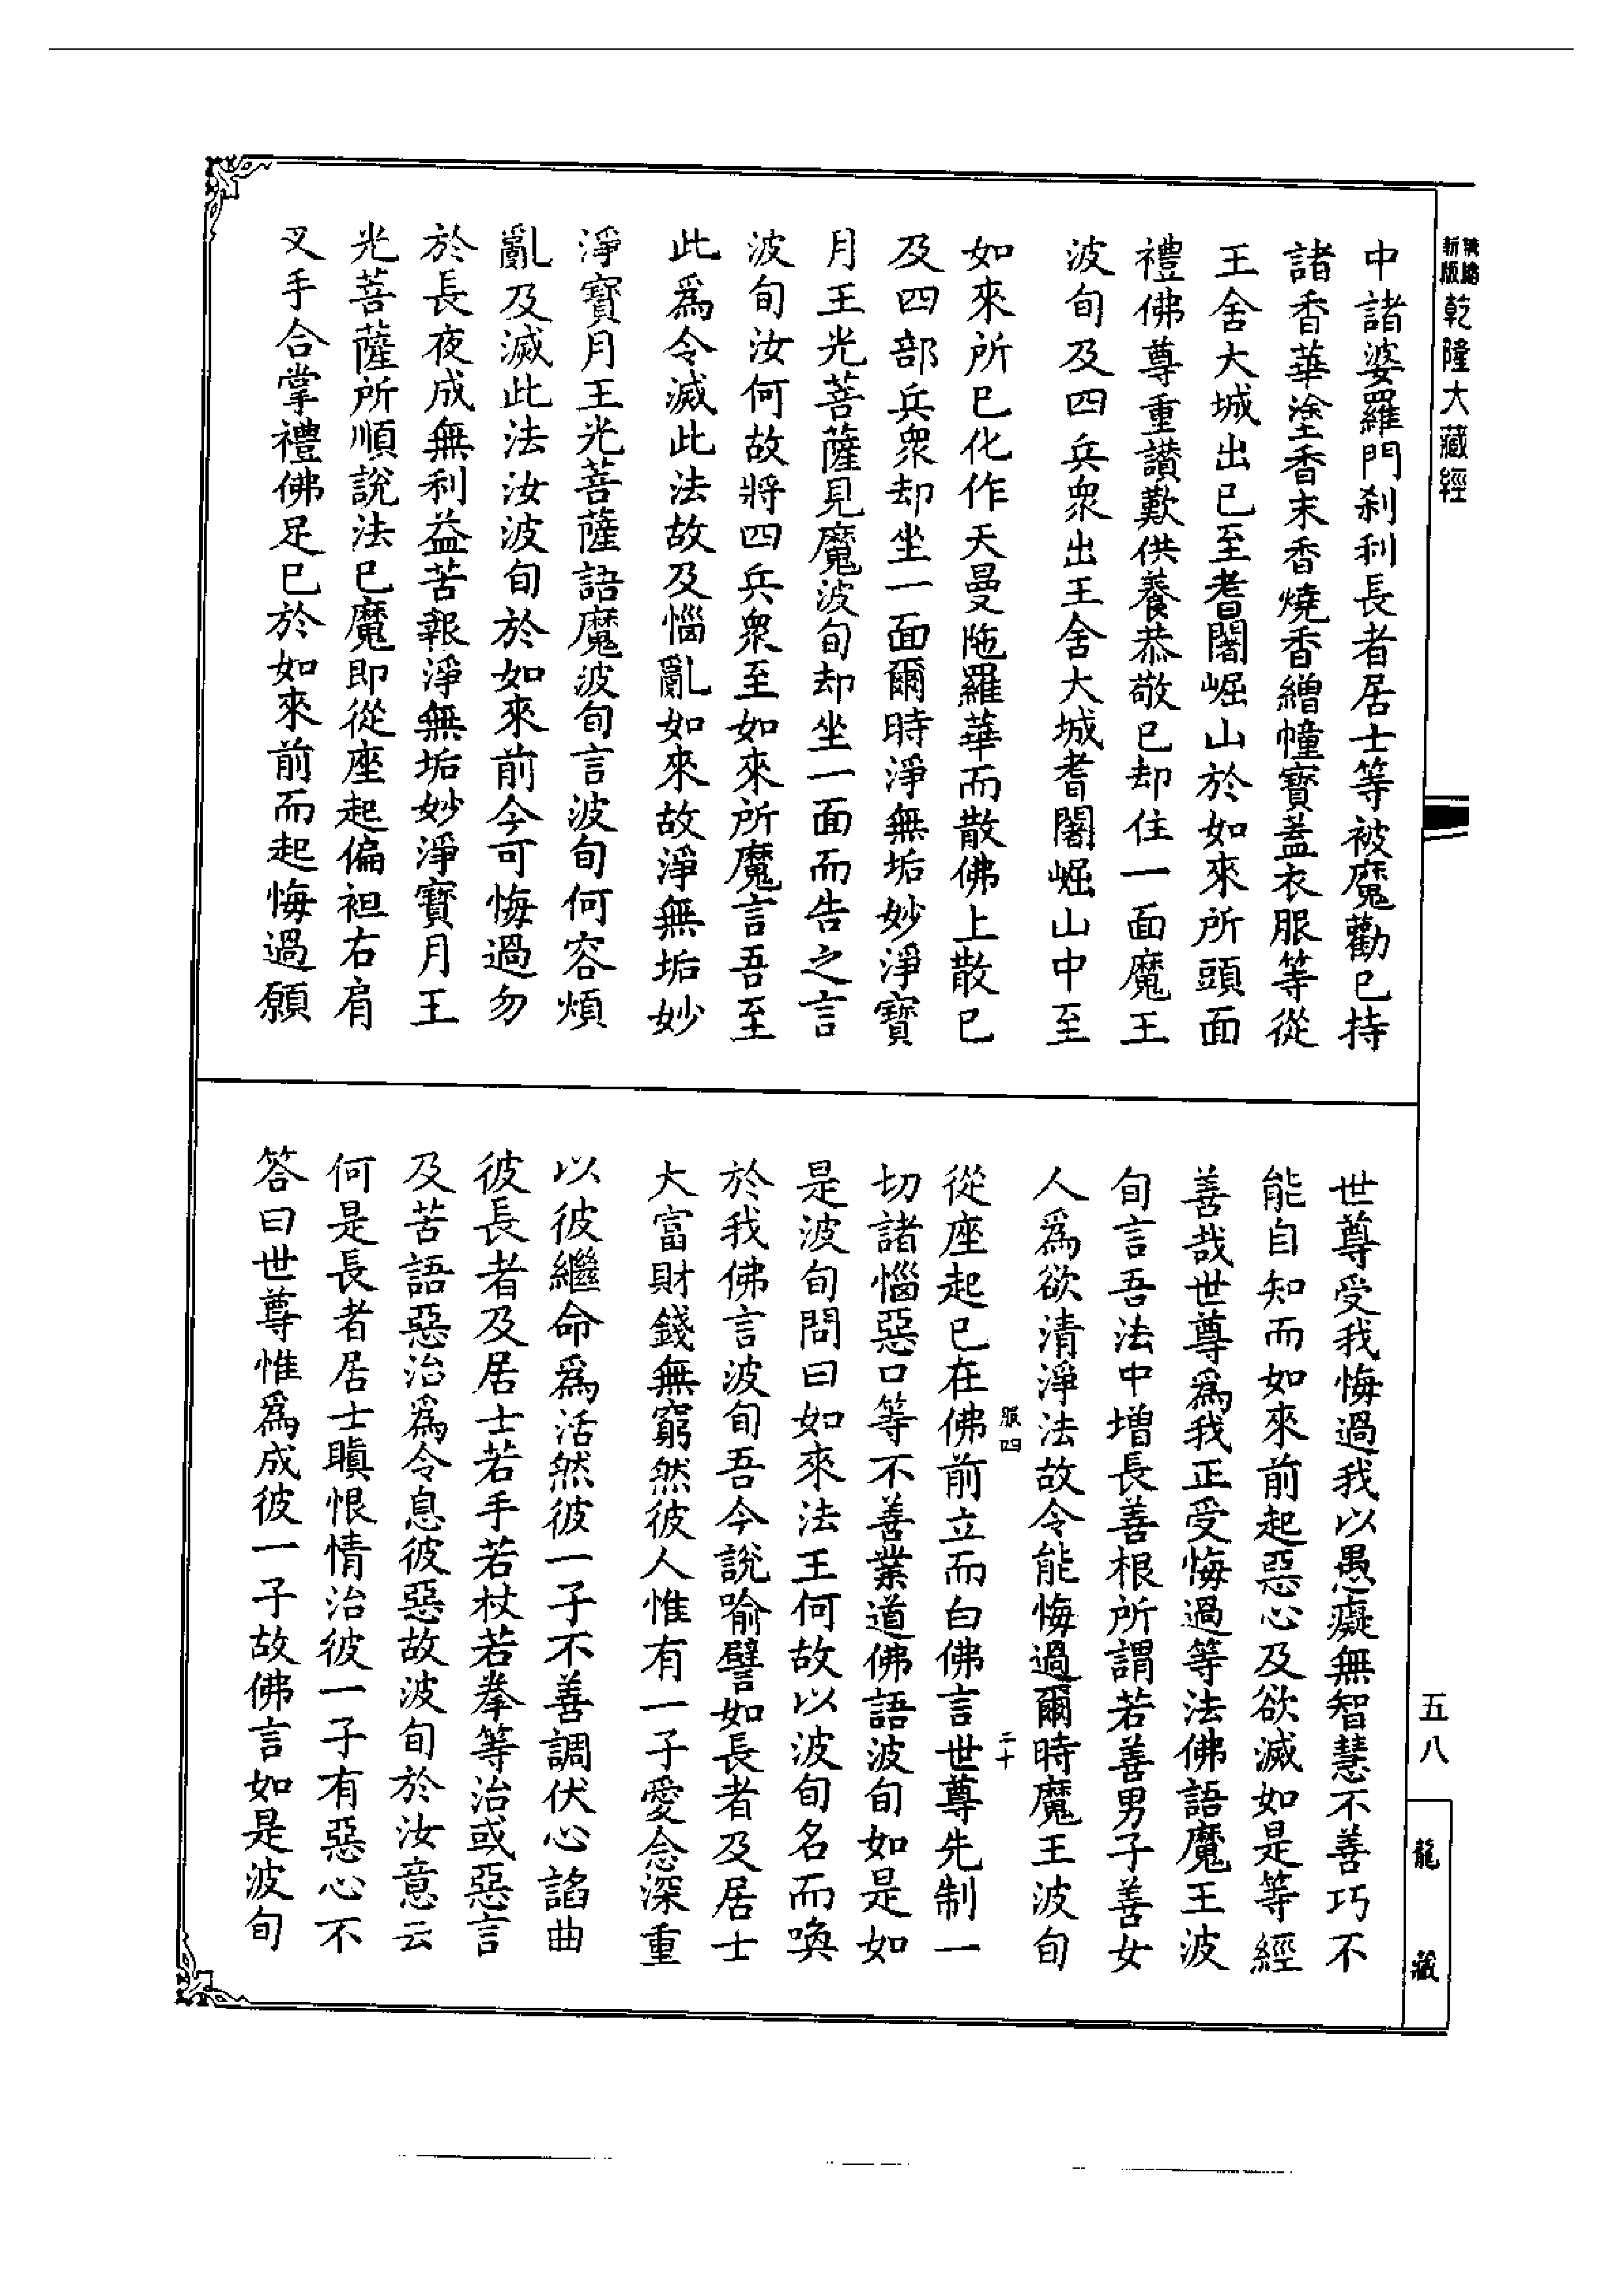 新版
精縮
乾隆大藏經
中諸婆羅門刹利長者居士等被魔勸已持
諸香華塗香末香燒香繒幢寶蓋衣服等從
王舍大城出已至耆闍崛山於如來所頭面
禮佛尊重讃歎供養恭敬已却住一面魔王
波旬及四兵衆出王舍大城耆闍崛山中至
如來所已化作天曼陁羅華而散佛上散已
及四部兵衆却坐一面爾時淨無垢妙淨寶
月王光菩薩見魔波旬却坐一面而告之言
波旬汝何故將四兵衆至如來所魔言吾至
此爲令滅此法故及惱亂如來故淨無垢妙
淨寶月王光菩薩語魔波旬言波旬何容煩
亂及滅此法汝波旬於如來前今可悔過勿
於長夜成無利益苦報淨無垢妙淨寶月王
光菩薩所順說法已魔即從座起偏袒右肩
叉手合掌禮佛足已於如來前而起悔過願
世尊受我悔過我以愚癡無智慧不善巧不
能自知而如來前起惡心及欲滅如是等經
善哉世尊爲我正受悔過等法佛語魔王波
旬言吾法中增長善根所謂若善男子善女
人爲欲清淨法故令能悔過爾時魔王波旬
服四
二十
從座起已在佛前立而白佛言世尊先制一
切諸惱惡口等不善業道佛語波旬如是如
是波旬問曰如來法王何故以波旬名而喚
於我佛言波旬吾今說喻譬如長者及居士
大富財錢無窮然彼人惟有一子愛念深重
以彼繼命爲活然彼一子不善調伏心諂曲
彼長者及居士若手若杖若拳等治或惡言
及苦語惡治爲令息彼惡故波旬於汝意云
何是長者居士瞋恨情治彼一子有惡心不
答曰世尊惟爲成彼一子故佛言如是波旬
五八
龍藏